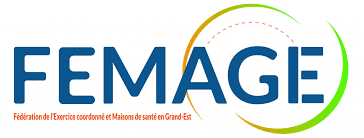 FEMAGE
Fédération de l'Exercice coordonné et Maisons de santé en Grand-Est